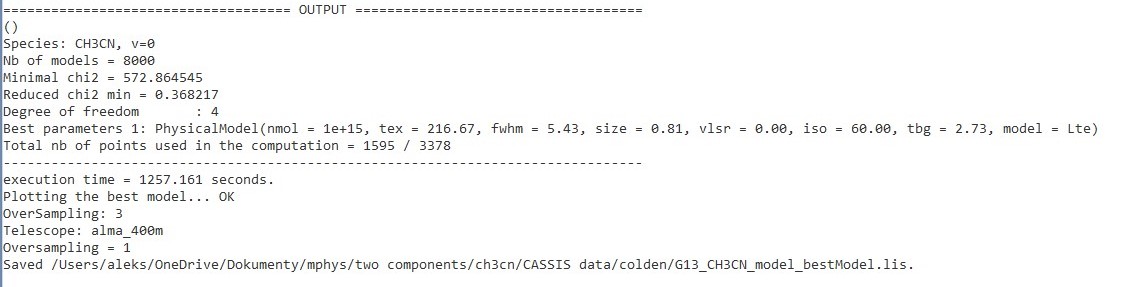 ==================================== OUTPUT ====================================
()
Species: CH3CN, v=0
Nb of models = 8000
Minimal chi2 = 572.864545
Reduced chi2 min = 0.368217
Degree of freedom       : 4
Best parameters 1: PhysicalModel(nmol = 1e+15, tex = 216.67, fwhm = 5.43, size = 0.81, vlsr = 0.00, iso = 60.00, tbg = 2.73, model = Lte)
Total nb of points used in the computation = 1595 / 3378
--------------------------------------------------------------------------------
execution time = 1257.161 seconds.
Plotting the best model... OK
OverSampling: 3
Telescope: alma_400m
Oversampling = 1
Saved /Users/aleks/OneDrive/Dokumenty/mphys/two components/ch3cn/CASSIS data/colden/G13_CH3CN_model_bestModel.lis.